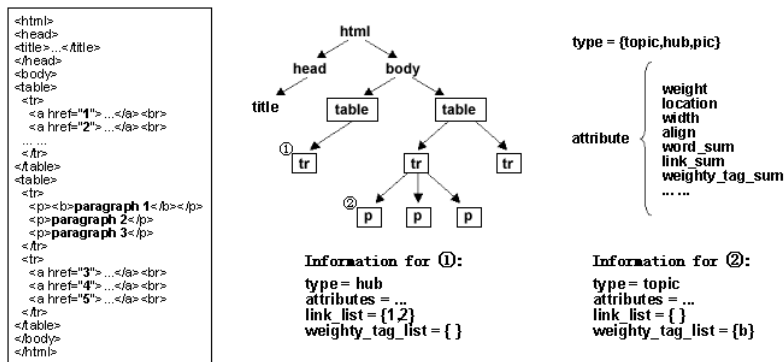 <html>
<head>
<title>...</title>
</head>
<body>
<table>
<tr>
<a href="1">...</a><br>
<a href="2">...</a><br>
... ...
</tr>
</table>
<table>
<tr>
<p><b>paragraph 1</b></p>
<p>paragraph 2</p>
<p>paragraph 3</p>
</tr>
<tr>
<a href="3">...</a><br>
<a href="4">...</a><br>
<a href="5">...</a><br>
</tr>
</table>
</body>
</html>
html
head body
title table table
① tr tr tr
② p p p
type = {topic,hub,pic}
attribute
weight
location
width
align
word_sum
link_sum
weighty_tag_sum
... ...
Information for ①:
type = hub
attributes = ...
link_list = {1,2}
weighty_tag_list = { }
Information for ②:
type = topic
attributes = ...
link_list = { }
weighty_tag_list = {b}